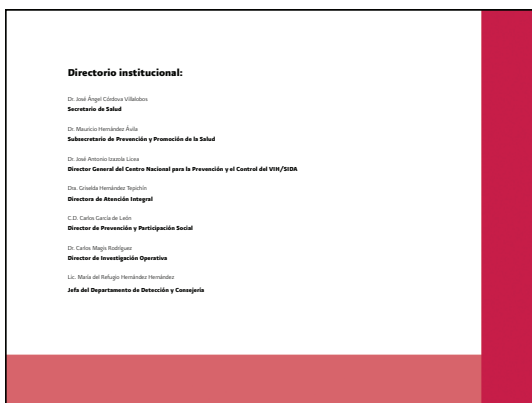 Directorio institucional:
Dr. José Ángel Córdova Villalobos
Secretario de Salud
Dr. Mauricio Hernández Ávila
Subsecretario de Prevención y Promoción de la Salud
Dr. José Antonio Izazola Licea
Director General del Centro Nacional para la Prevención y el Control del VIH/SIDA
Dra. Griselda Hernández Tepichín
Directora de Atención Integral
C.D. Carlos García de León
Director de Prevención y Participación Social
Dr. Carlos Magis Rodríguez
Director de Investigación Operativa
Lic. María del Refugio Hernández Hernández
Jefa del Departamento de Detección y Consejería